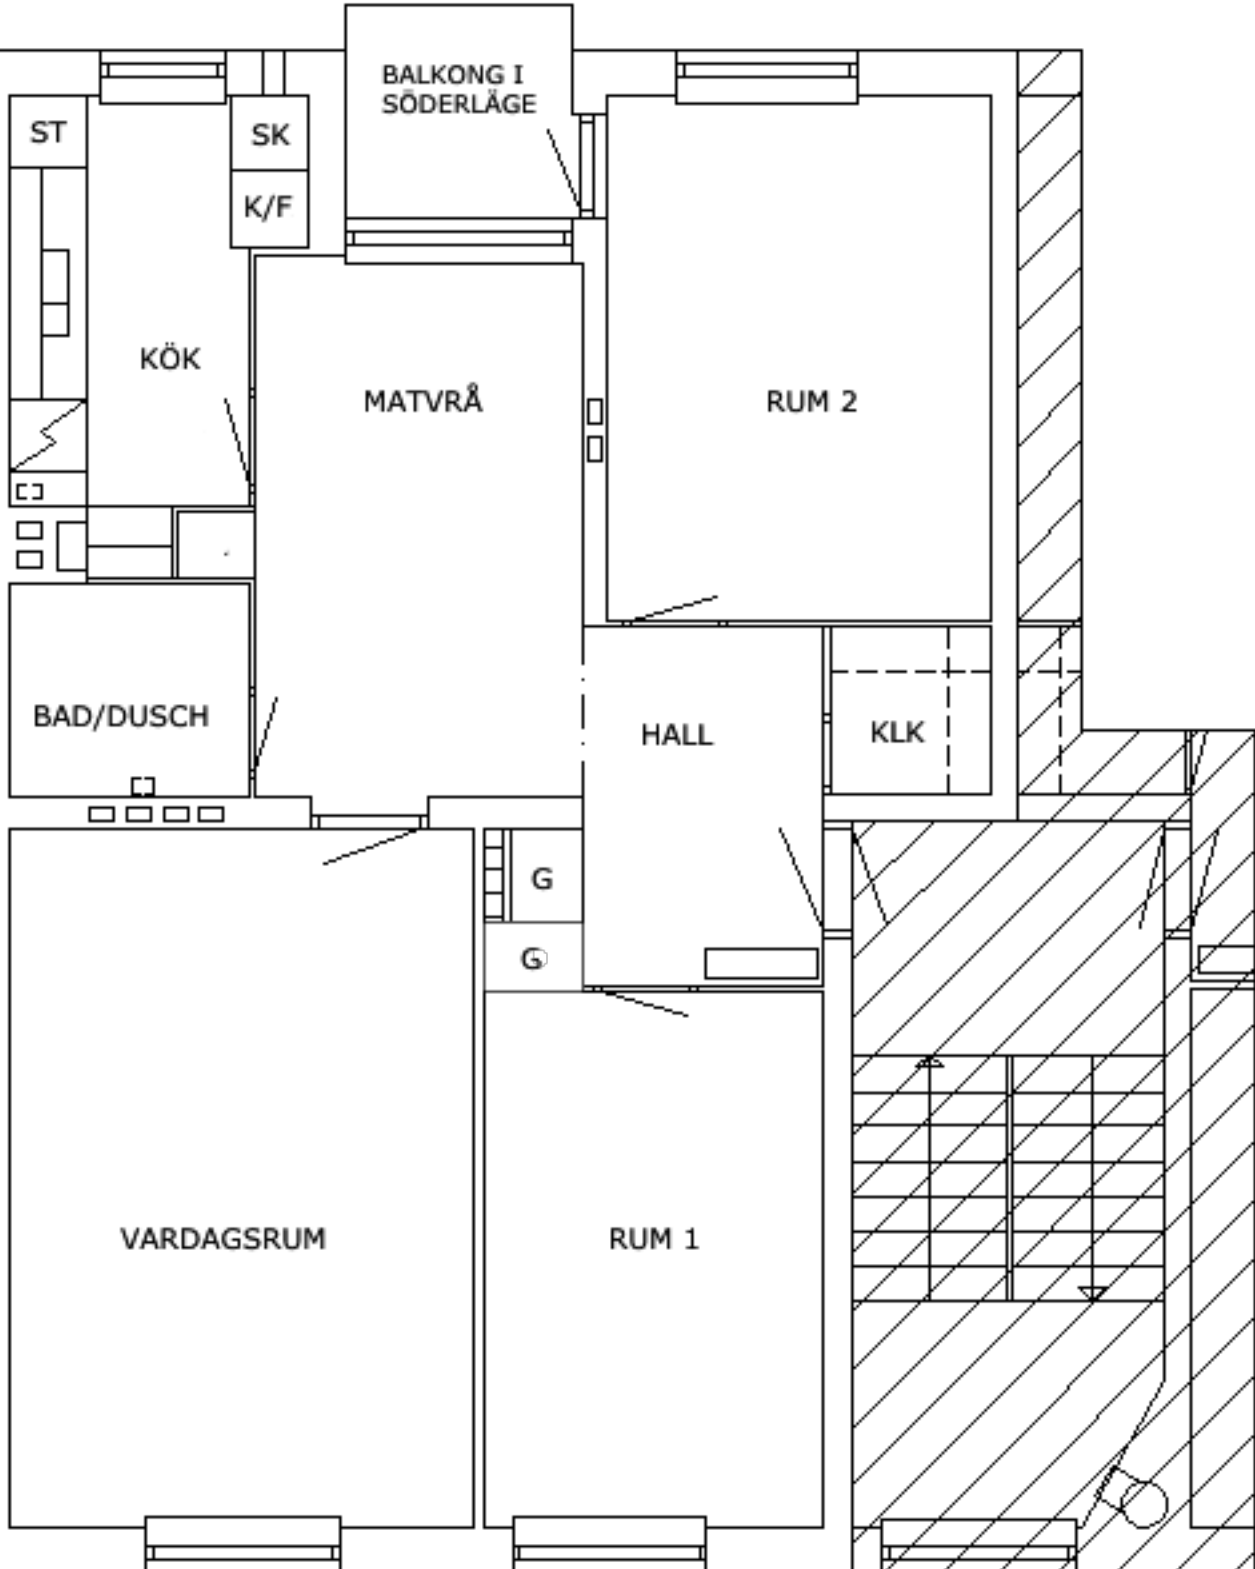 BALKONG I
SÖDERLÄGE
ST
SK
K/F
KÖK
MATVRÅ
RUM 2
BAD/DUSCH
HALL
KLK
G
G
VARDAGSRUM
RUM 1